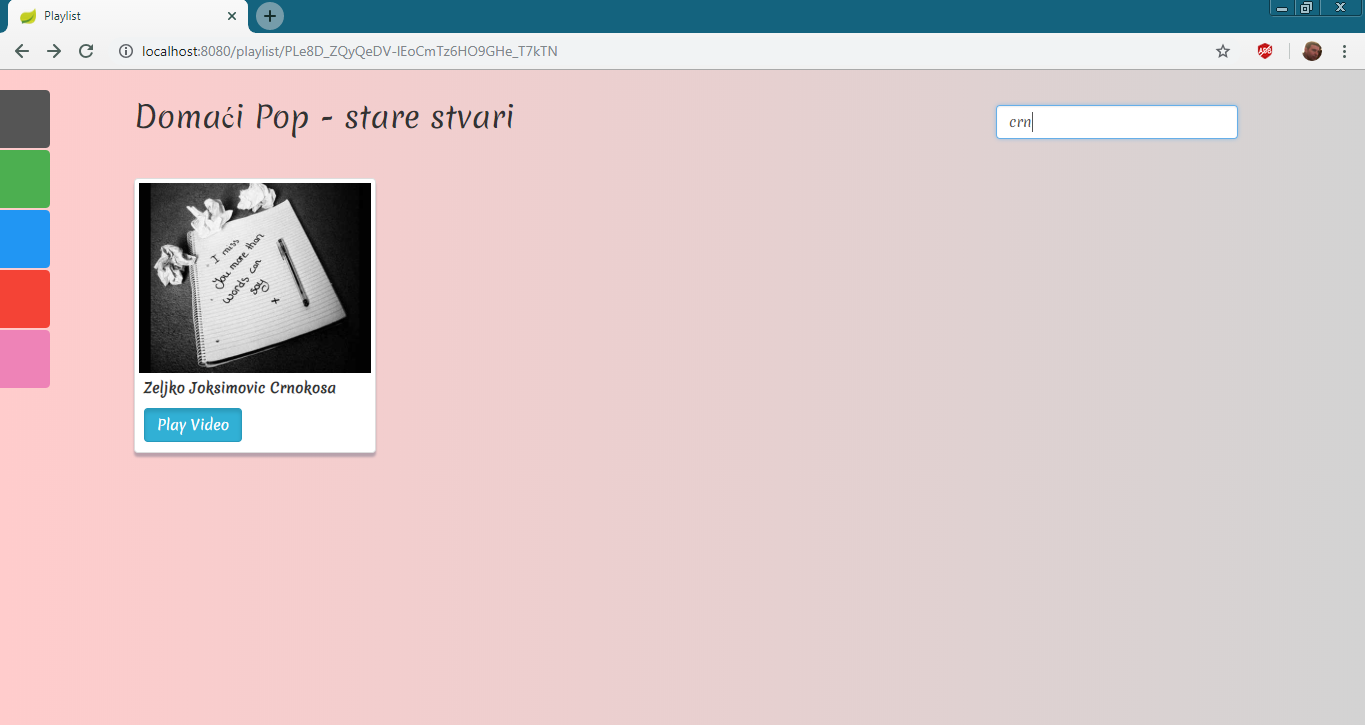 Playlist
localhost:8080/playlist/PLe8D_ZQyQeDV-lEoCmTz6HO9GHe_T7kTN
ABP
Domaći Pop - stare stvari
crn
I miss
you more than
words can
say
x
Zeljko Joksimovic Crnokosa
Play Video